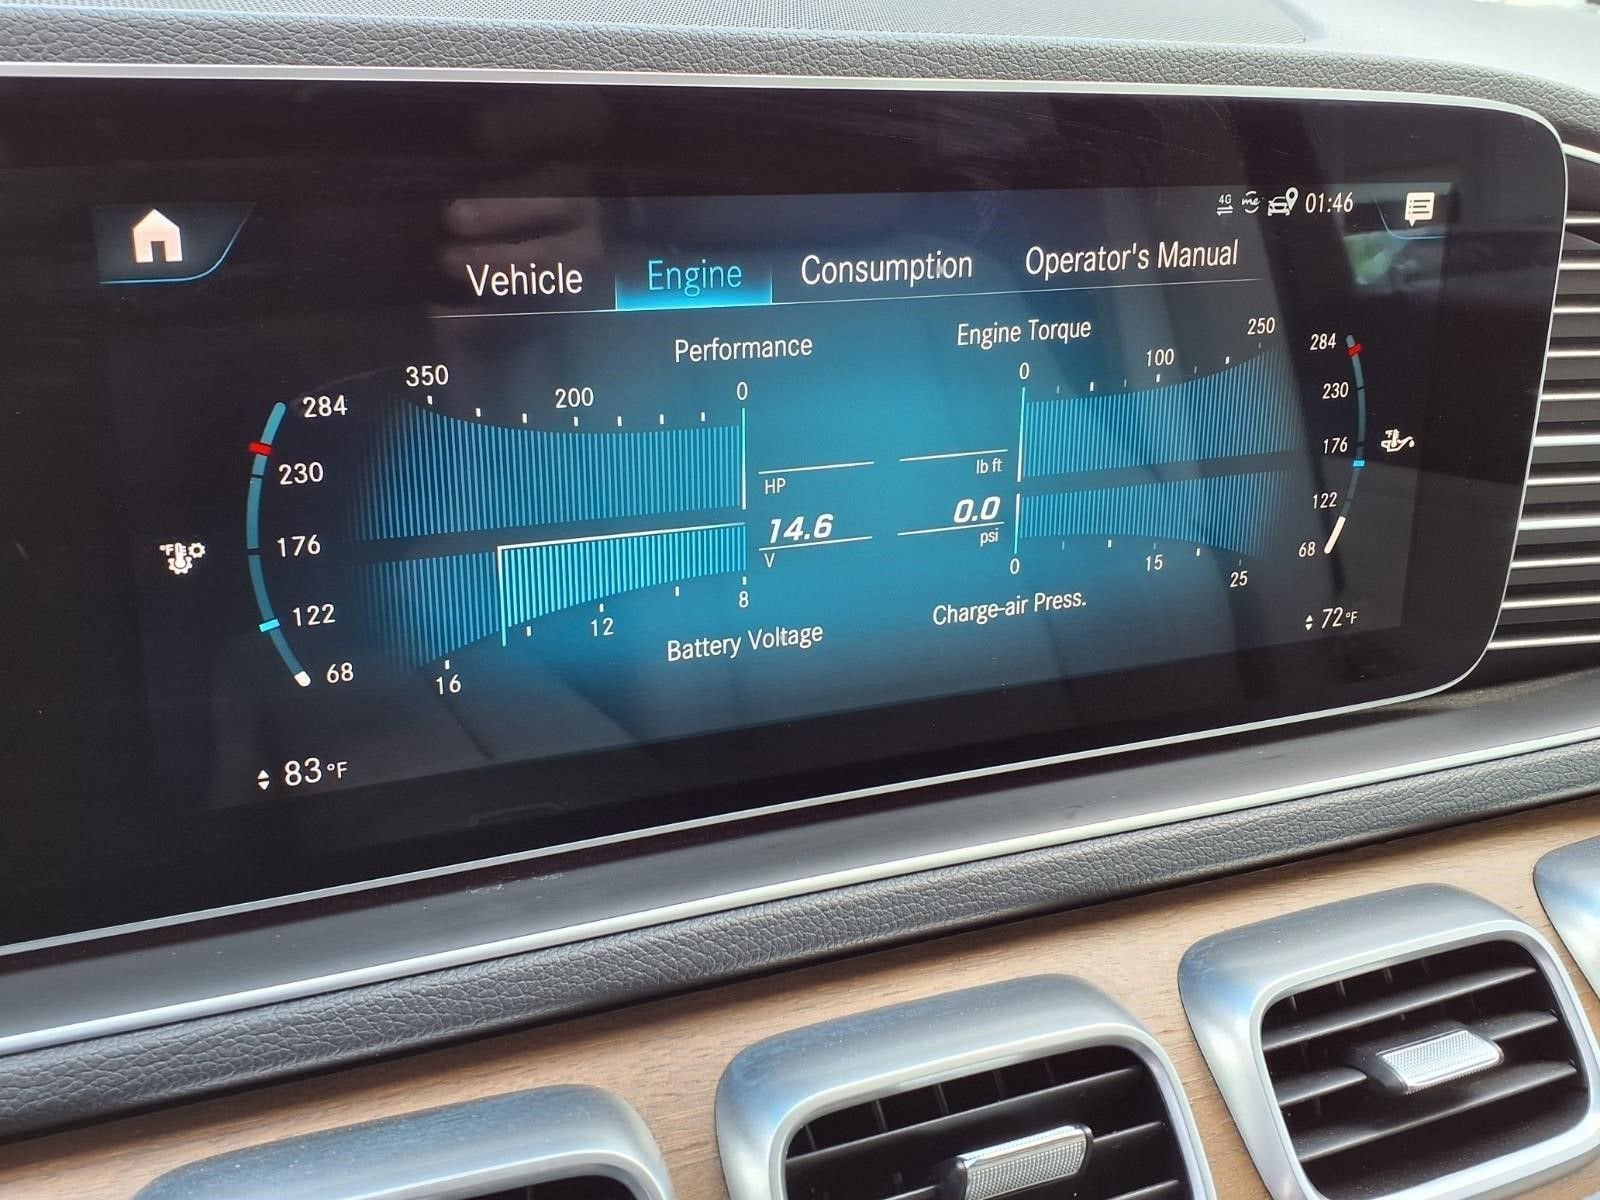 4G me 01:46
Vehicle Engine Consumption Operator's Manual
Performance
Engine Torque
350 200 0
0 100 250
284
230
176
122
68
284
230
176
122
68
°F
HP
lb ft
14.6
V
0.0
psi
16 12 8
0 15 25
Battery Voltage
Charge-air Press.
83°F
72°F